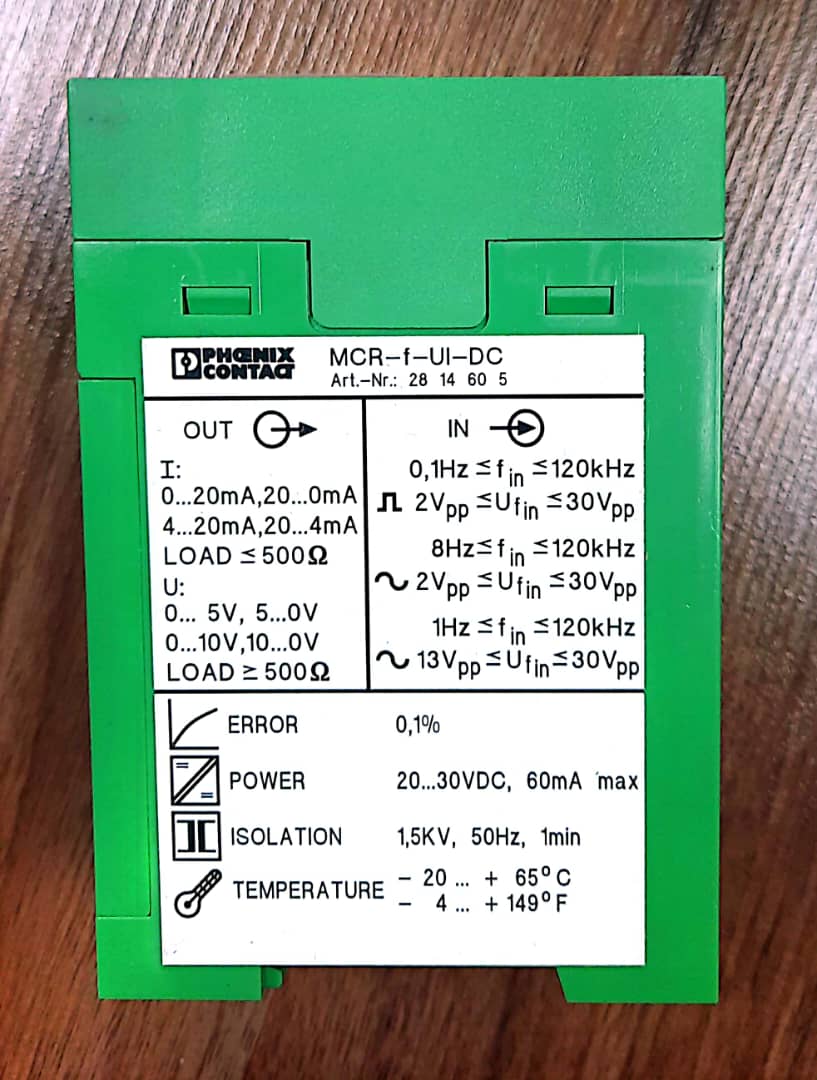 PHŒNIX
CONTACT
MCR-f-UI-DC
Art.-Nr.: 28 14 60 5
OUT
I:
0...20mA,20...0mA
4...20mA,20...4mA
LOAD ≤ 500Ω
U:
0... 5V, 5...0V
0...10V,10...0V
LOAD ≥ 500Ω
IN
0,1Hz ≤ fin ≤ 120kHz
2Vpp ≤ Ufin ≤ 30Vpp
8Hz ≤ fin ≤ 120kHz
2Vpp ≤ Ufin ≤ 30Vpp
1Hz ≤ fin ≤ 120kHz
13Vpp ≤ Ufin ≤ 30Vpp
ERROR 0,1%
POWER 20...30VDC, 60mA max
ISOLATION 1,5KV, 50Hz, 1min
TEMPERATURE - 20 ... + 65°C
- 4 ... + 149°F